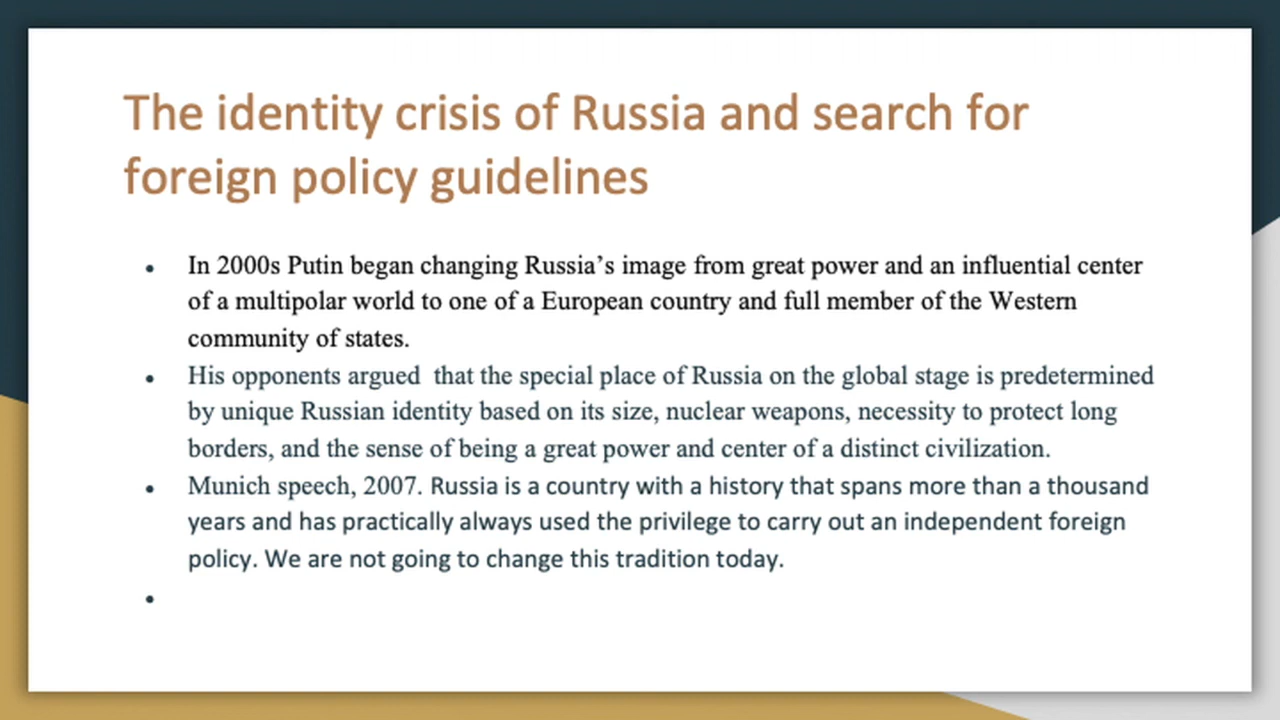 The identity crisis of Russia and search for
foreign policy guidelines
• In 2000s Putin began changing Russia’s image from great power and an influential center
of a multipolar world to one of a European country and full member of the Western
community of states.
• His opponents argued  that the special place of Russia on the global stage is predetermined
by unique Russian identity based on its size, nuclear weapons, necessity to protect long
borders, and the sense of being a great power and center of a distinct civilization.
• Munich speech, 2007. Russia is a country with a history that spans more than a thousand
years and has practically always used the privilege to carry out an independent foreign
policy. We are not going to change this tradition today.
•